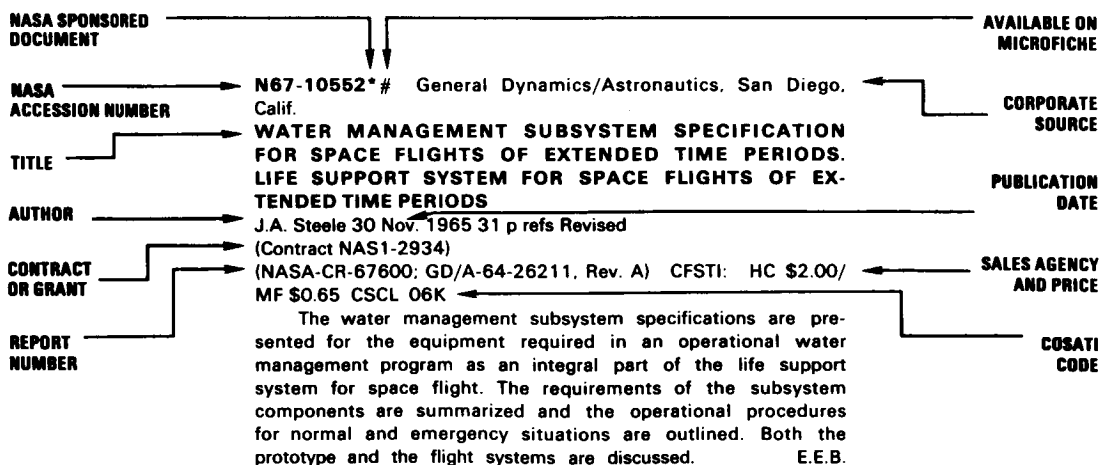 NASA SPONSORED
DOCUMENT
AVAILABLE ON
MICROFICHE
NASA
ACCESSION NUMBER
N67-10552*# General Dynamics/Astronautics, San Diego,
Calif.
CORPORATE
SOURCE
TITLE
WATER MANAGEMENT SUBSYSTEM SPECIFICATION
FOR SPACE FLIGHTS OF EXTENDED TIME PERIODS.
LIFE SUPPORT SYSTEM FOR SPACE FLIGHTS OF EX-
TENDED TIME PERIODS
PUBLICATION
DATE
AUTHOR
J.A. Steele 30 Nov. 1965 31 p refs Revised
CONTRACT
OR GRANT
(Contract NAS1-2934)
(NASA-CR-67600; GD/A-64-26211, Rev. A) CFSTI: HC $2.00/
MF $0.65 CSCL 06K
SALES AGENCY
AND PRICE
REPORT
NUMBER
COSATI
CODE
The water management subsystem specifications are pre-
sented for the equipment required in an operational water
management program as an integral part of the life support
system for space flight. The requirements of the subsystem
components are summarized and the operational procedures
for normal and emergency situations are outlined. Both the
prototype and the flight systems are discussed. E.E.B.